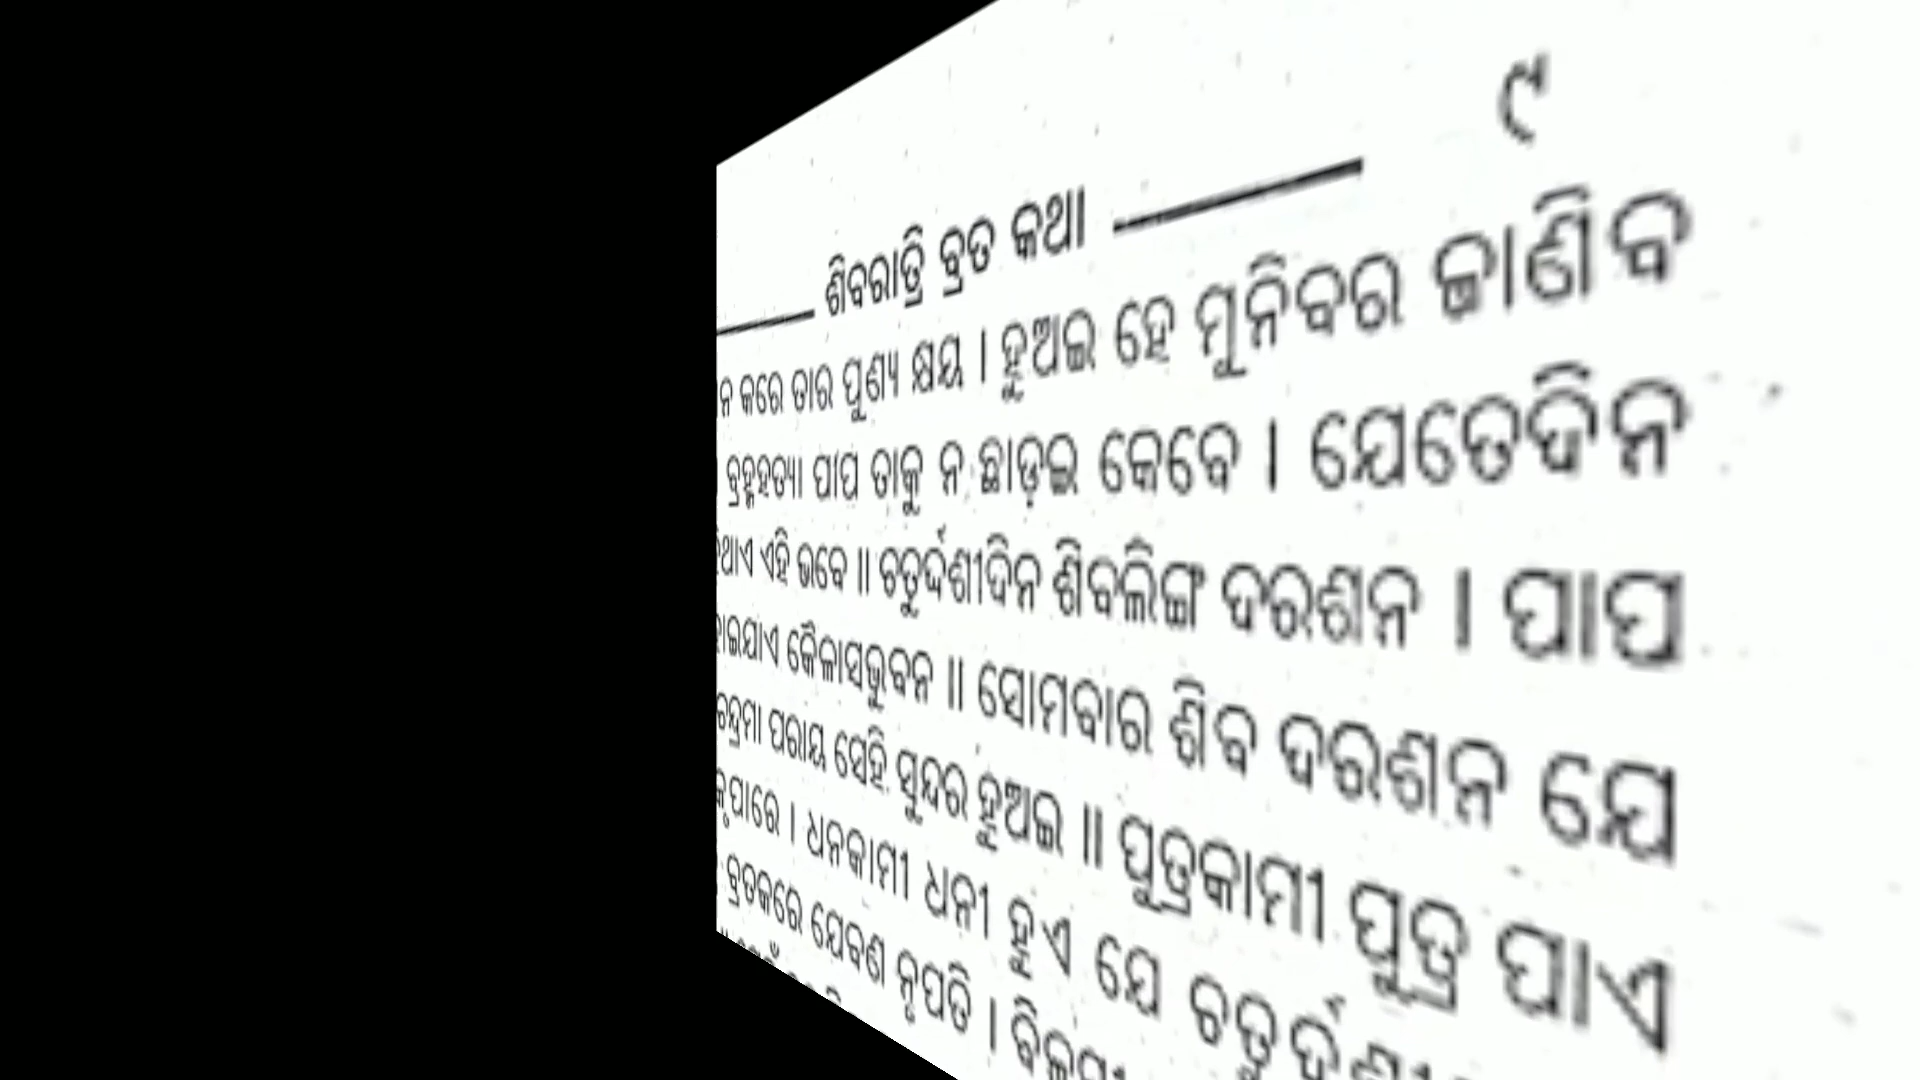 ୯
ଶିବରାତ୍ରି ବ୍ରତ କଥା
ନ କରେ ତାର ପୁଣ୍ୟ କ୍ଷୟ । ହୁଅଇ ହେ ମୁନିବର ଜାଣିବ
ବ୍ରହ୍ମହତ୍ୟା ପାପ ତାକୁ ନ ଛାଡ଼ଇ କେବେ । ଯେତେଦିନ
ଥାଏ ଏହି ଭବେ ॥ ଚତୁର୍ଦ୍ଦଶୀଦିନ ଶିବଲିଙ୍ଗ ଦରଶନ । ପାପ
ହୋଇଯାଏ କୈଳାସଭୁବନ ॥ ସୋମବାର ଶିବ ଦରଶନ ଯେ
ଚନ୍ଦ୍ରମା ପରାୟ ସେହି ସୁନ୍ଦର ହୁଅଇ ॥ ପୁତ୍ରକାମୀ ପୁତ୍ର ପାଏ
କୃପାରେ । ଧନକାମୀ ଧନୀ ହୁଏ ଯେ
ବ୍ରତକରେ ଯେବଣ ନୃପତି ।